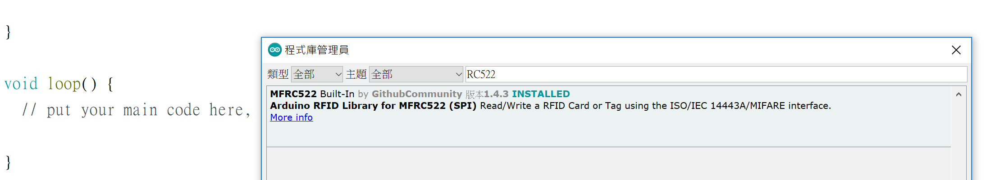 }
void loop() {
// put your main code here,
}
程式庫管理員
類型 全部 主題 全部 RC522
MFRC522 Built-In by GithubCommunity 版本1.4.3 INSTALLED
Arduino RFID Library for MFRC522 (SPI) Read/Write a RFID Card or Tag using the ISO/IEC 14443A/MIFARE interface.
More info